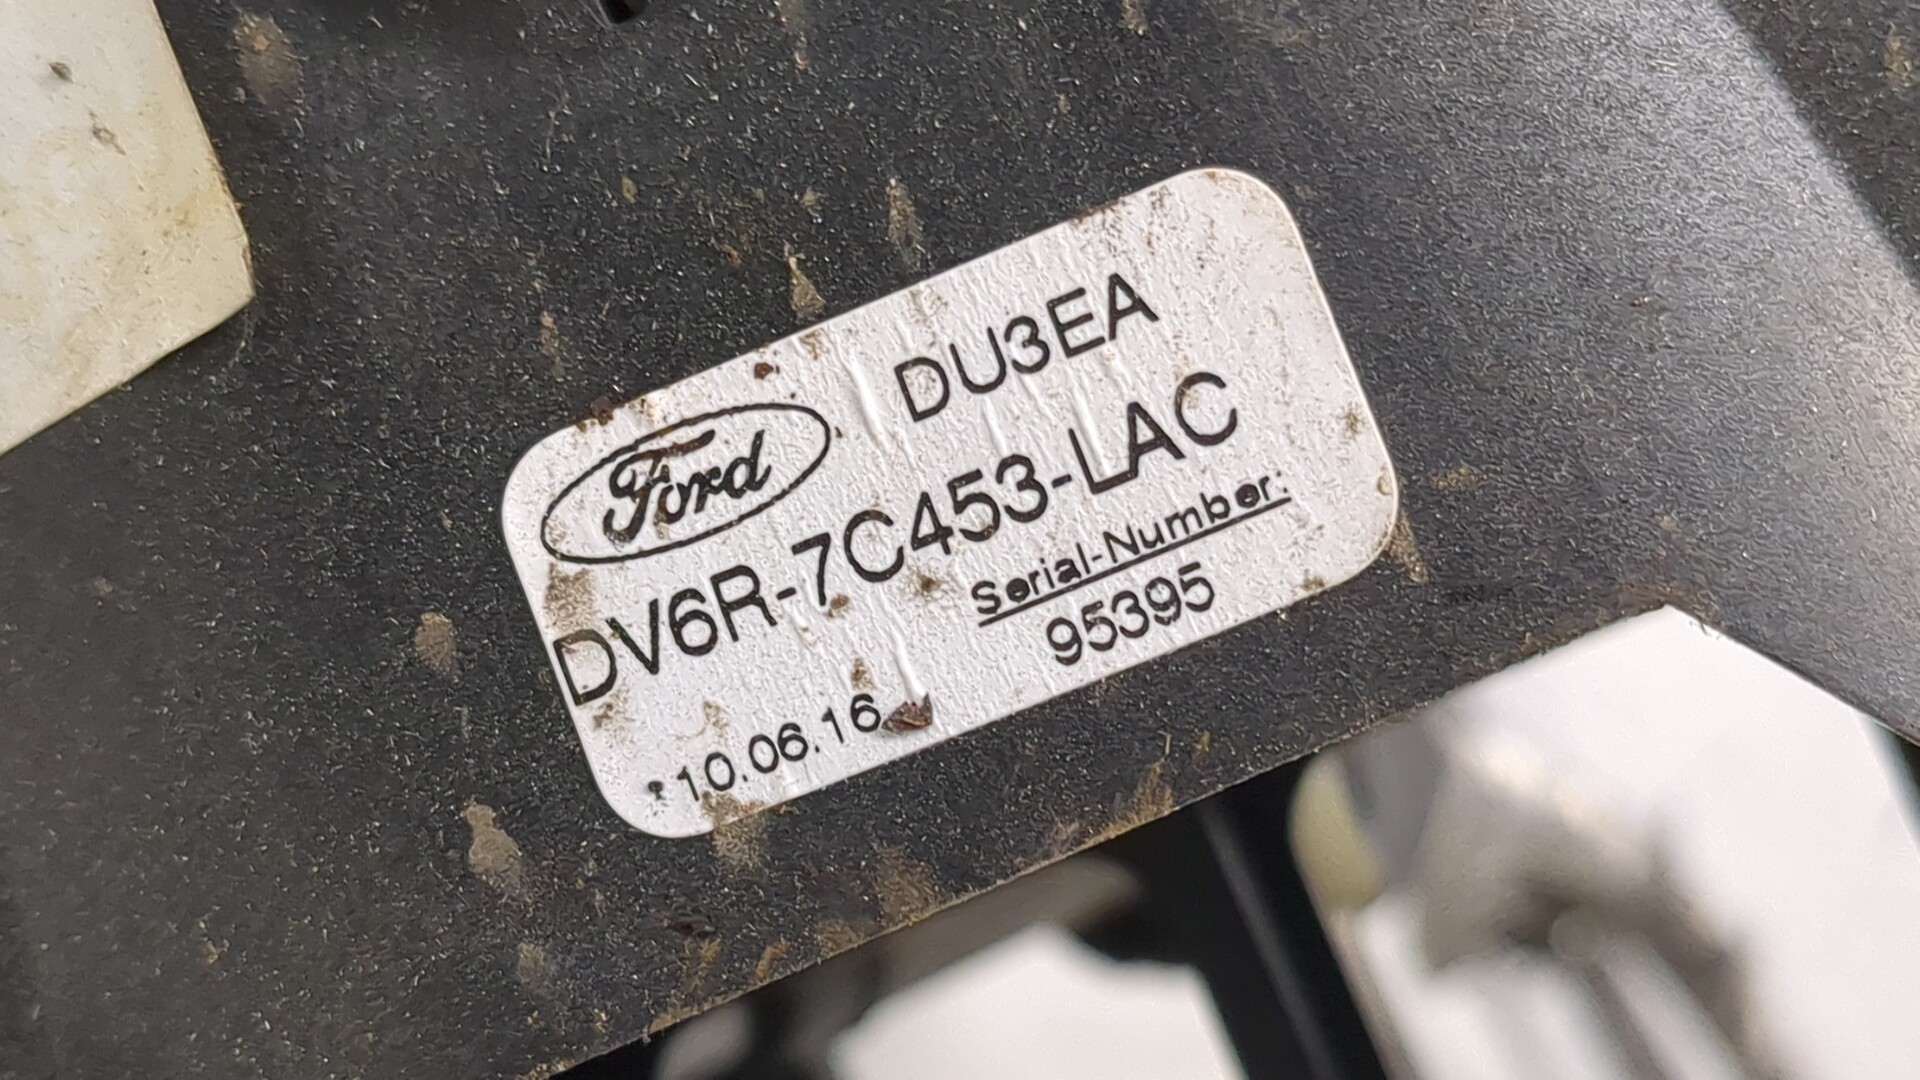 Ford DU3EA
DV6R-7C453-LAC
Serial-Number:
95395
10.06.16